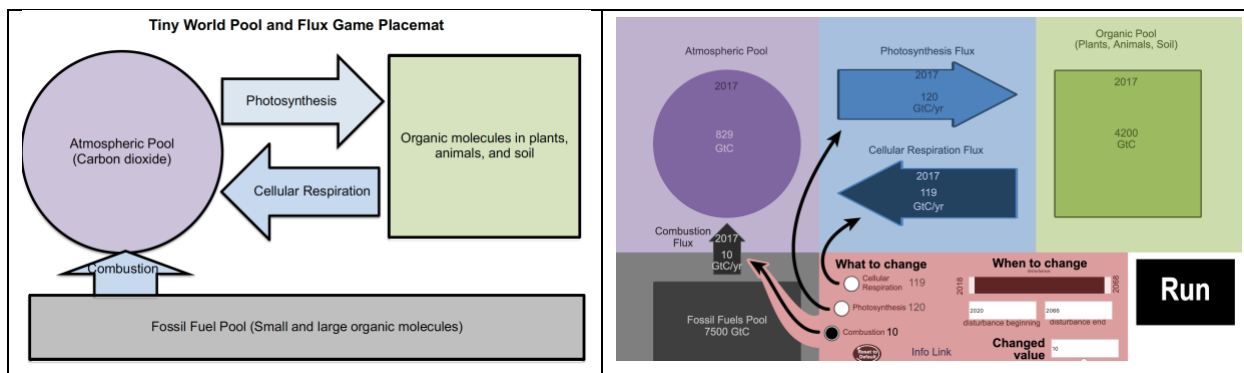 Tiny World Pool and Flux Game Placemat
Photosynthesis
Atmospheric Pool
(Carbon dioxide)
Organic molecules in plants,
animals, and soil
Cellular Respiration
Combustion
Fossil Fuel Pool (Small and large organic molecules)
Atmospheric Pool
2017
829
GtC
Photosynthesis Flux
2017
120
GtC/yr
Cellular Respiration Flux
2017
119
GtC/yr
Organic Pool
(Plants, Animals, Soil)
2017
4200
GtC
Combustion
Flux
2017
10
GtC/yr
Fossil Fuels Pool
7500 GtC
What to change
Cellular
Respiration 119
Photosynthesis 120
Combustion 10
Reset to
Default
Info Link
When to change
2018
2068
2020
disturbance beginning
2066
disturbance end
Changed
value
10
Run